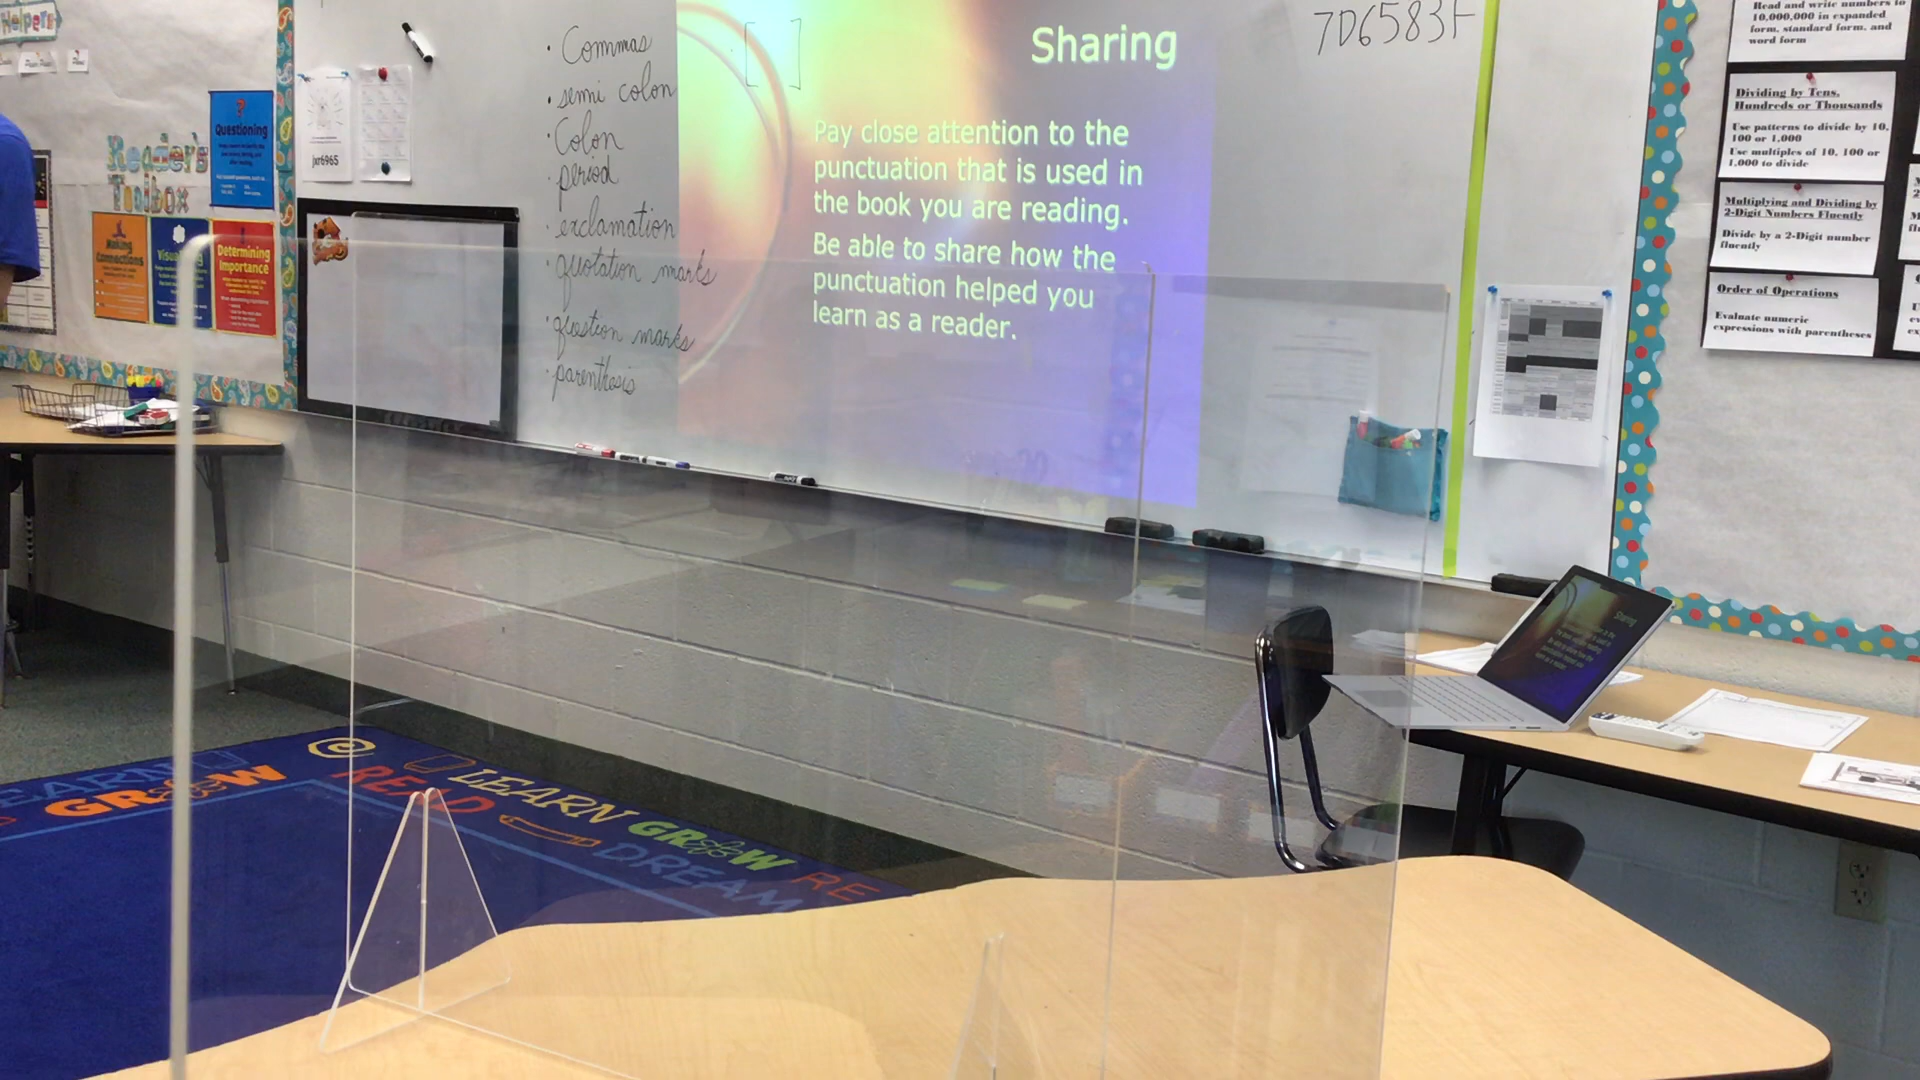 Helpers
Questioning
Reader's
Toolbox
Making
Connections
Determining
Importance
jxr6965
• Commas
• semi colon
• Colon
• period
• exclamation
• quotation marks
• question marks
• parenthesis
[ ]
Sharing
Pay close attention to the
punctuation that is used in
the book you are reading.
Be able to share how the
punctuation helped you
learn as a reader.
7D6583F
Read and write numbers to
10,000,000 in expanded
form, standard form, and
word form
Dividing by Tens,
Hundreds or Thousands
Use patterns to divide by 10,
100 or 1,000
Use multiples of 10, 100 or
1,000 to divide
Multiplying and Dividing by
2-Digit Numbers Fluently
Divide by a 2-Digit number
fluently
Order of Operations
Evaluate numeric
expressions with parentheses
Sharing
LEARN
GROW
READ
LEARN
GROW
DREAM
RE